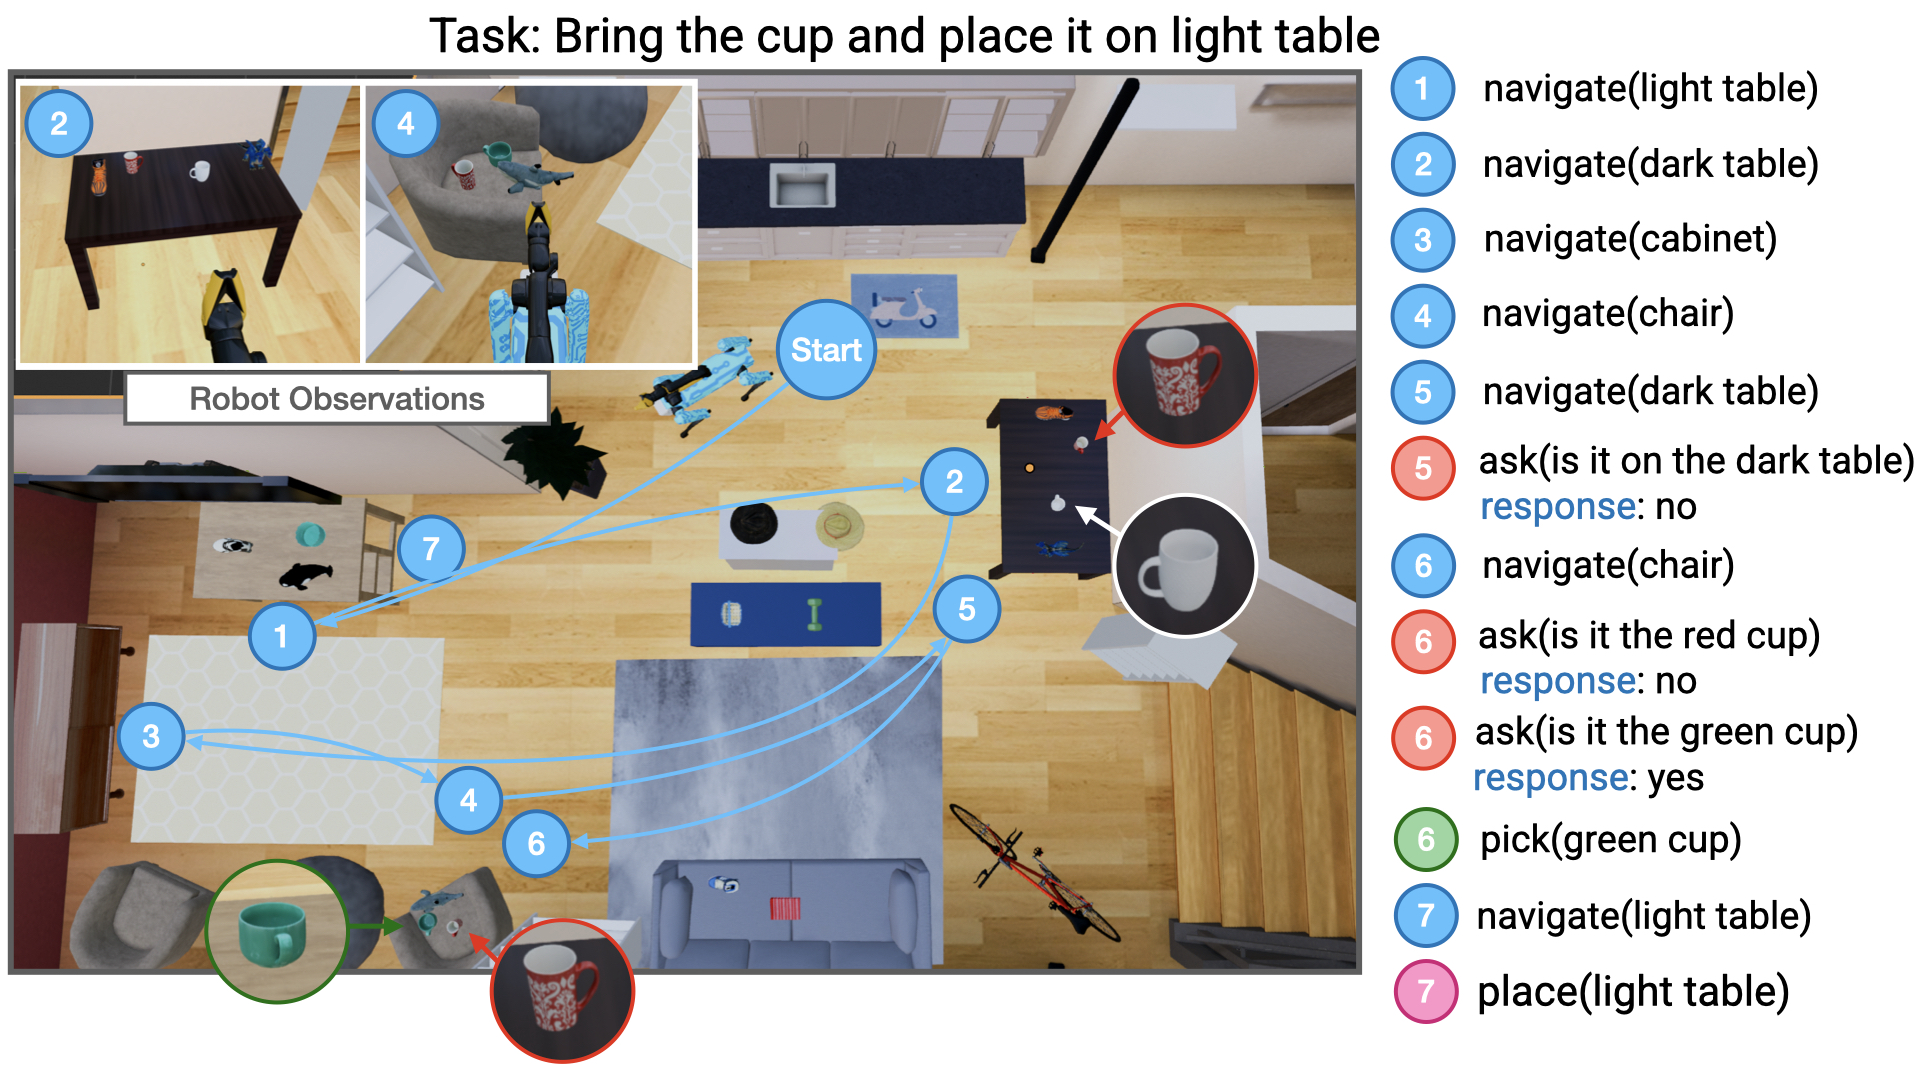 Task: Bring the cup and place it on light table
2
4
Robot Observations
Start
2
7
5
1
3
4
6
1 navigate(light table)
2 navigate(dark table)
3 navigate(cabinet)
4 navigate(chair)
5 navigate(dark table)
5 ask(is it on the dark table)
response: no
6 navigate(chair)
6 ask(is it the red cup)
response: no
6 ask(is it the green cup)
response: yes
6 pick(green cup)
7 navigate(light table)
7 place(light table)